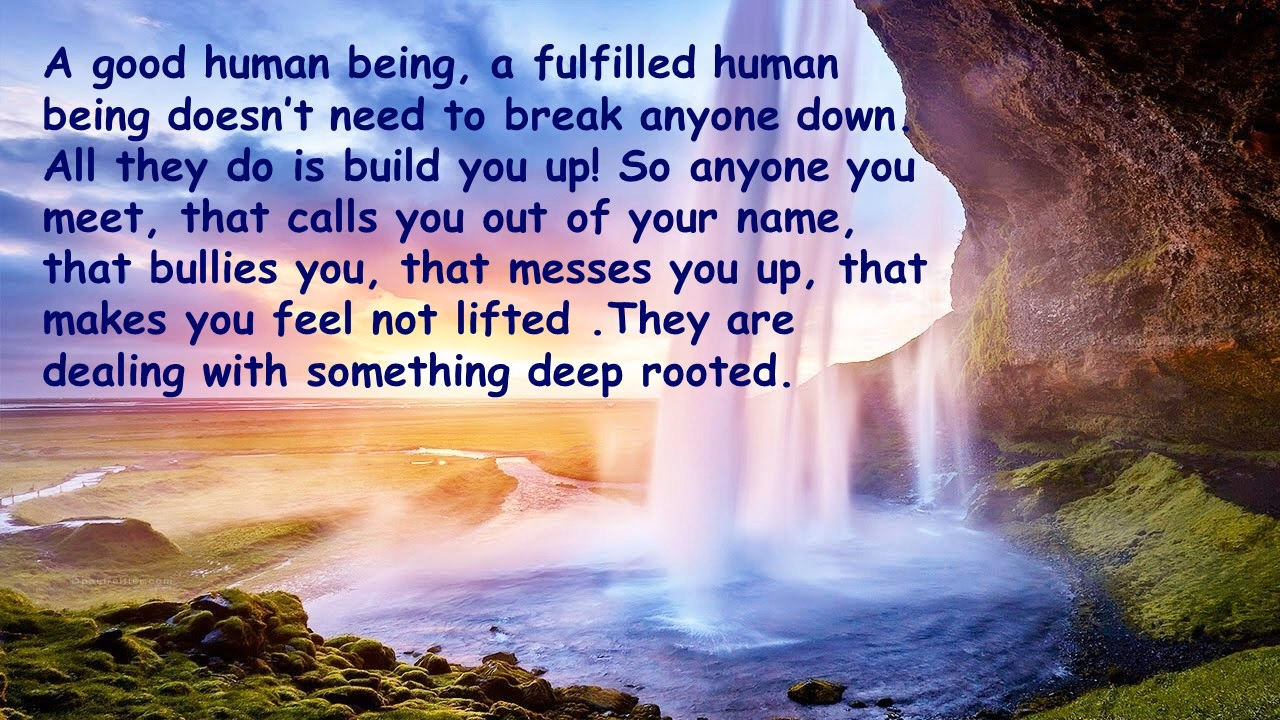 A good human being, a fulfilled human
being doesn't need to break anyone down.
All they do is build you up! So anyone you
meet, that calls you out of your name,
that bullies you, that messes you up, that
makes you feel not lifted .They are
dealing with something deep rooted.